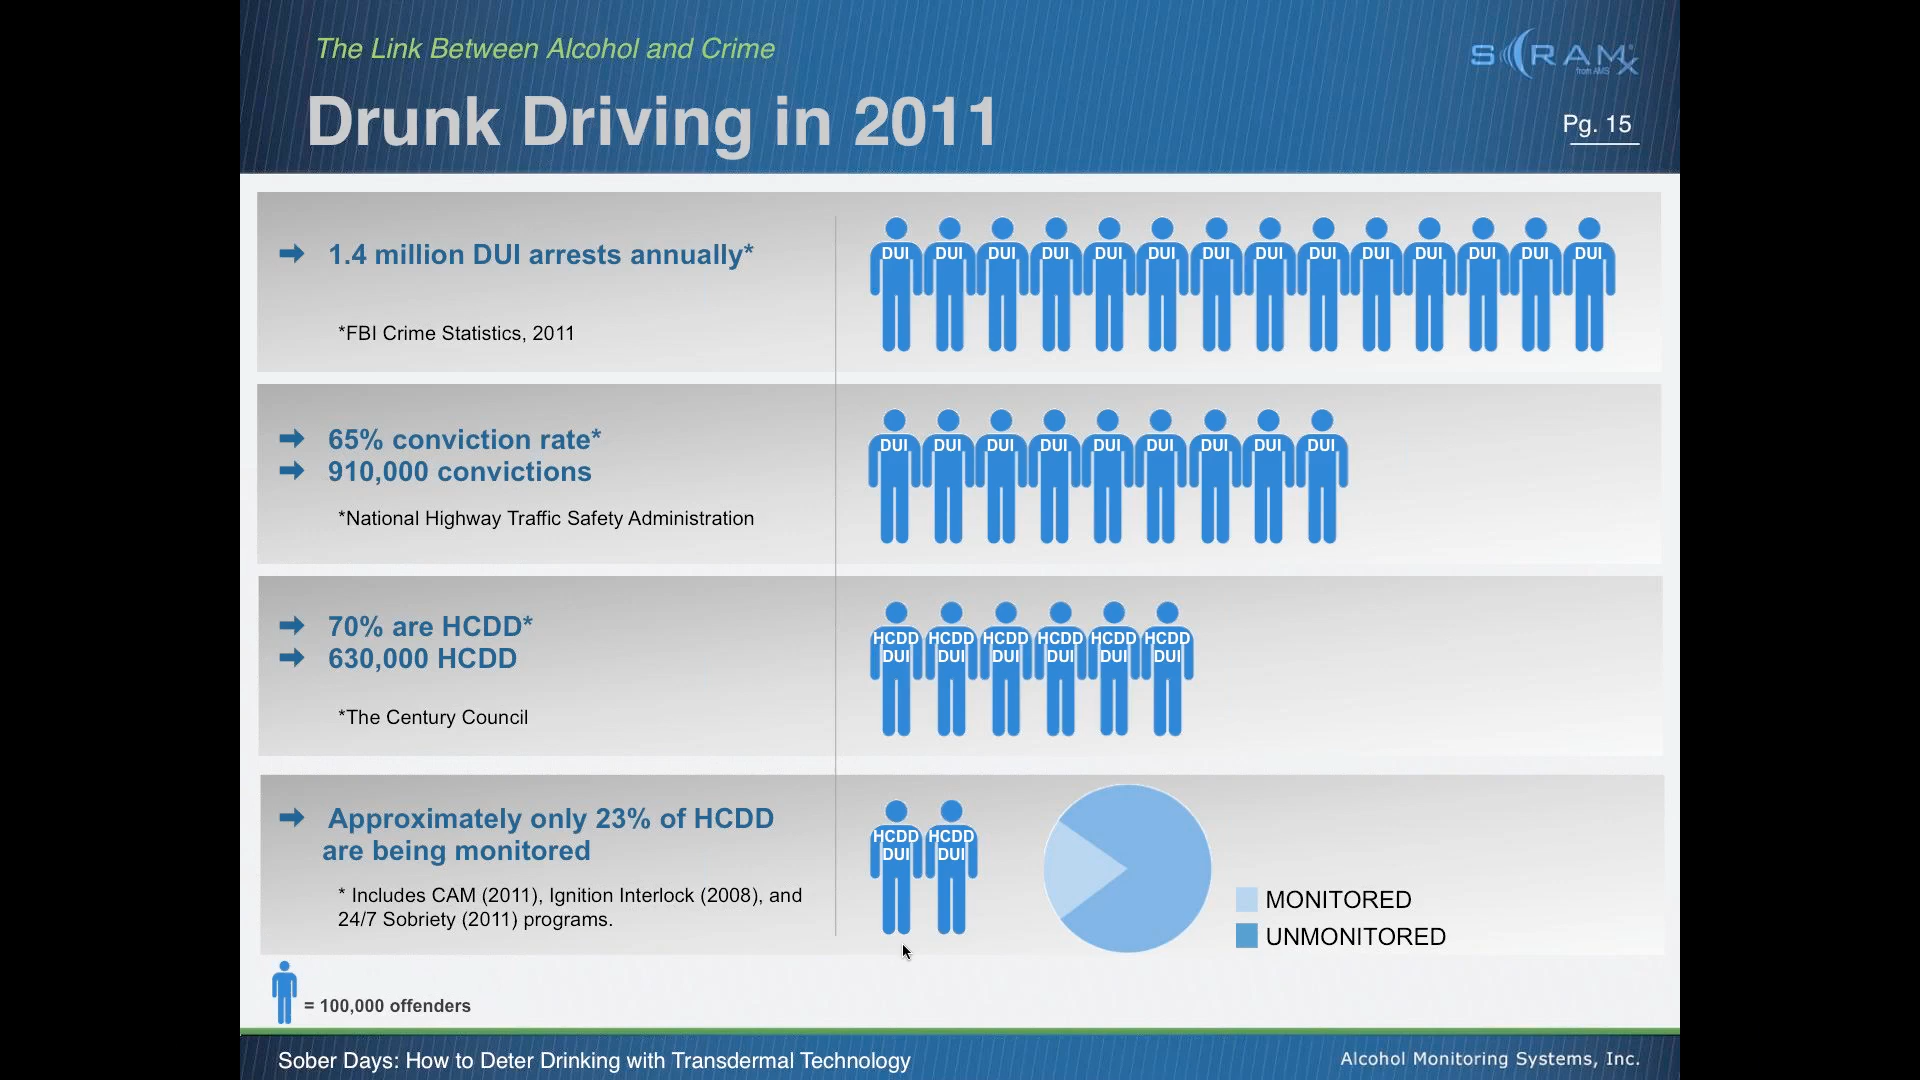 The Link Between Alcohol and Crime
SCRAMx
from AMS
Drunk Driving in 2011
Pg. 15
1.4 million DUI arrests annually*
*FBI Crime Statistics, 2011
DUI DUI DUI DUI DUI DUI DUI DUI DUI DUI DUI DUI DUI DUI
65% conviction rate*
910,000 convictions
*National Highway Traffic Safety Administration
DUI DUI DUI DUI DUI DUI DUI DUI DUI
70% are HCDD*
630,000 HCDD
*The Century Council
HCDD HCDD HCDD HCDD HCDD HCDD
DUI DUI DUI DUI DUI DUI
Approximately only 23% of HCDD
are being monitored
* Includes CAM (2011), Ignition Interlock (2008), and
24/7 Sobriety (2011) programs.
HCDD HCDD
DUI DUI
MONITORED
UNMONITORED
= 100,000 offenders
Sober Days: How to Deter Drinking with Transdermal Technology
Alcohol Monitoring Systems, Inc.